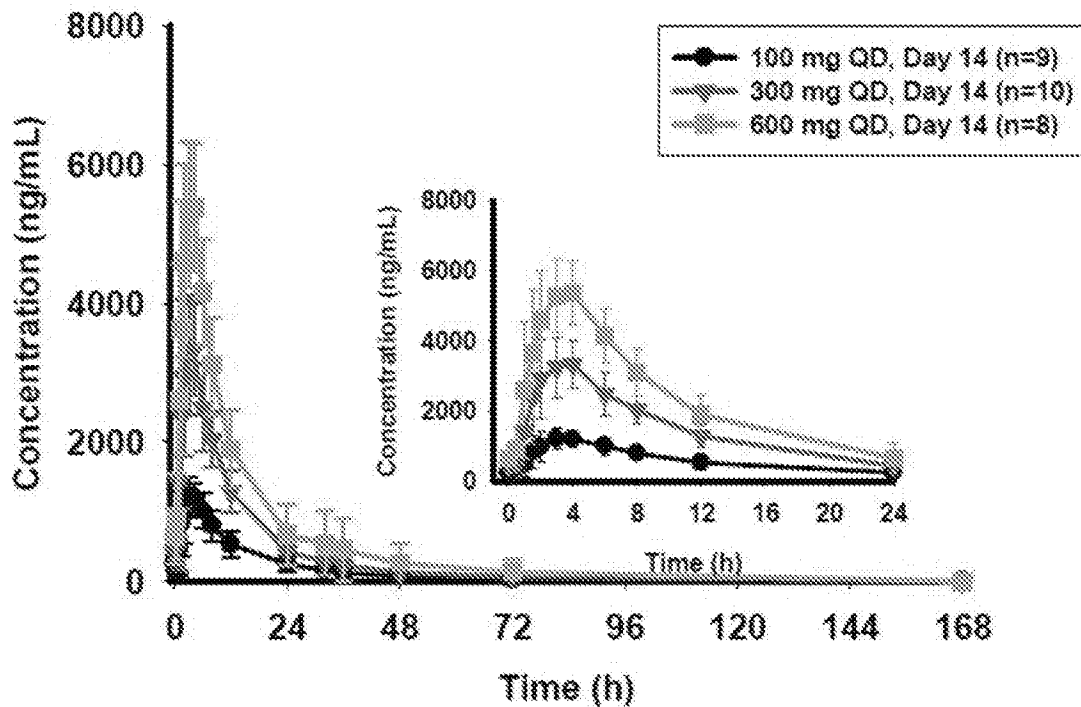 8000
6000
4000
2000
0
Concentration (ng/mL)
100 mg QD, Day 14 (n=9)
300 mg QD, Day 14 (n=10)
600 mg QD, Day 14 (n=8)
8000
6000
4000
2000
0
Concentration (ng/mL)
0 4 8 12 16 20 24
Time (h)
0 24 48 72 96 120 144 168
Time (h)